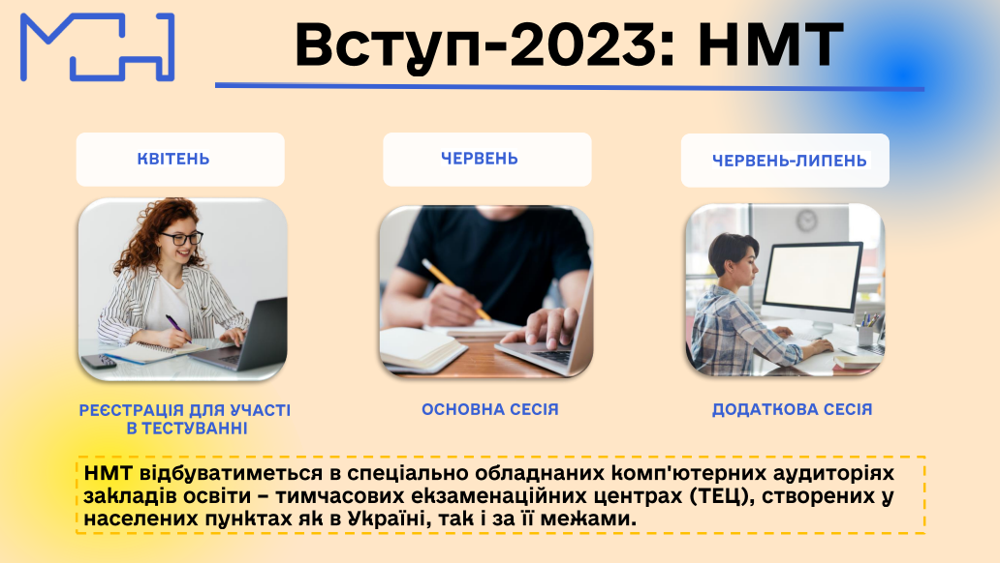 МОН
Вступ-2023: НМТ
КВІТЕНЬ
ЧЕРВЕНЬ
ЧЕРВЕНЬ-ЛИПЕНЬ
РЕЄСТРАЦІЯ ДЛЯ УЧАСТІ
В ТЕСТУВАННІ
ОСНОВНА СЕСІЯ
ДОДАТКОВА СЕСІЯ
НМТ відбуватиметься в спеціально обладнаних комп'ютерних аудиторіях
закладів освіти – тимчасових екзаменаційних центрах (ТЕЦ), створених у
населених пунктах як в Україні, так і за її межами.